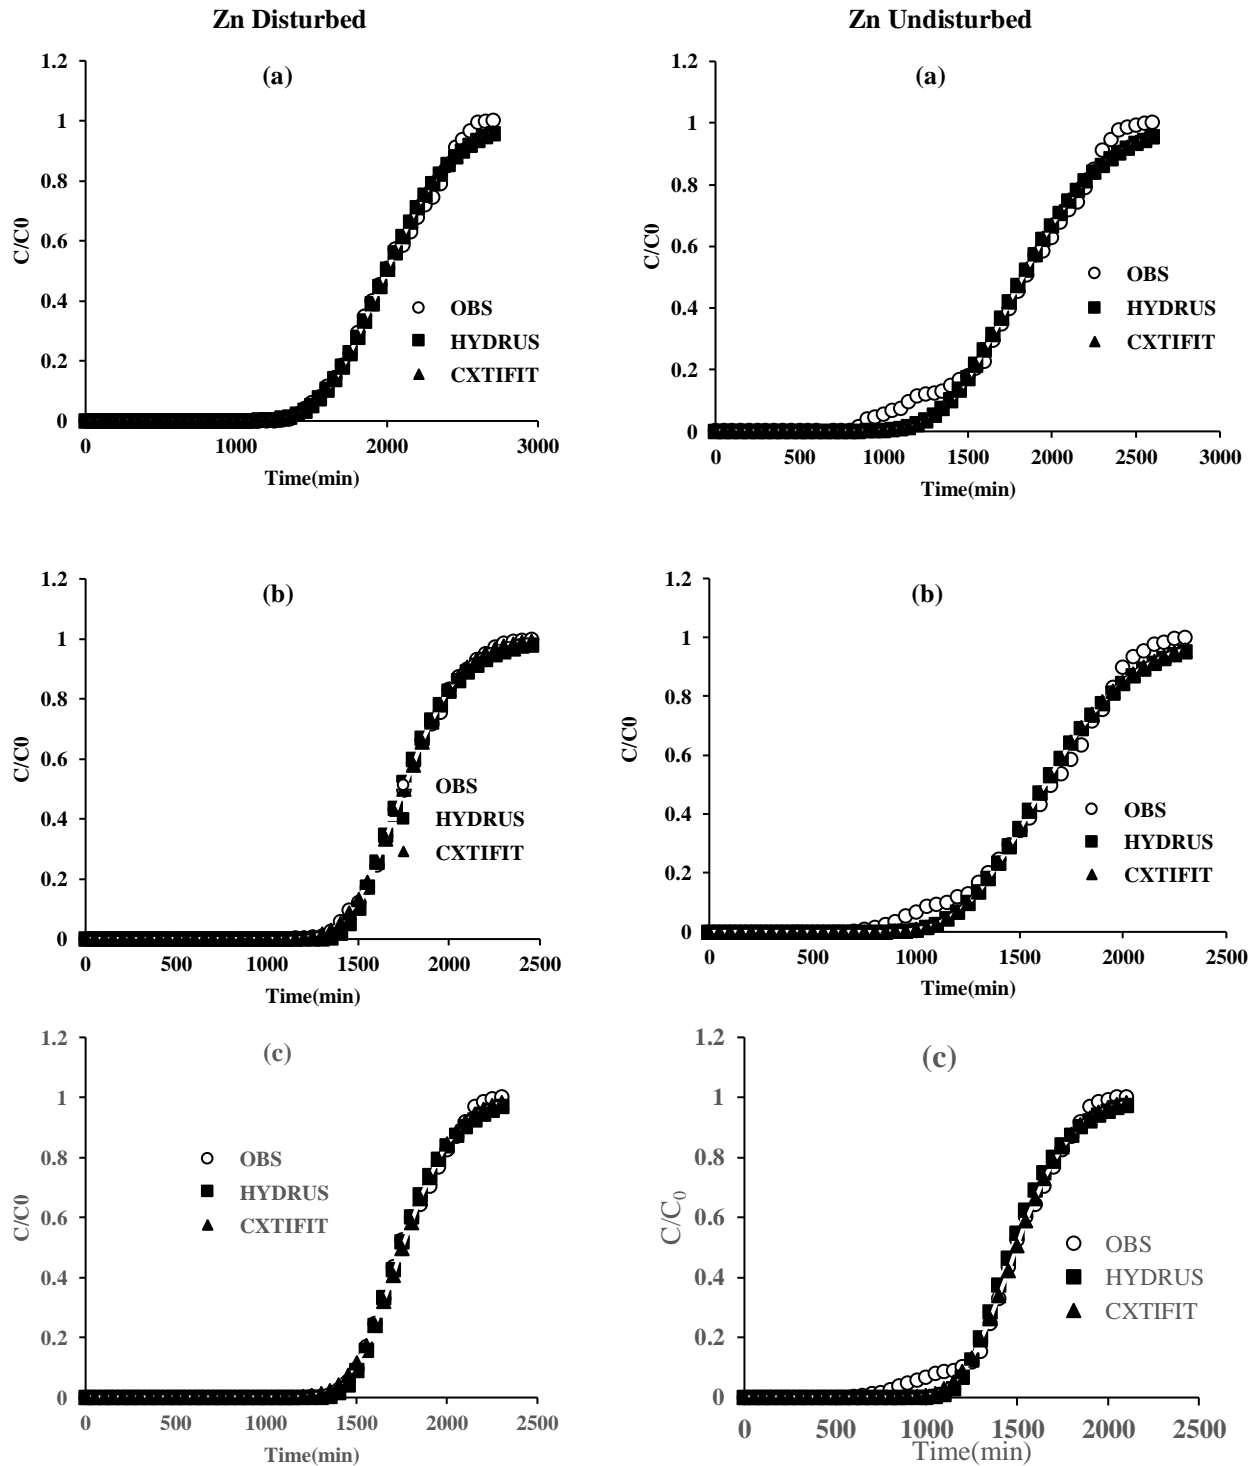 Zn Disturbed
Zn Undisturbed
(a)
1.2
1
0.8
0.6
0.4
0.2
0
C/C0
OBS
HYDRUS
CXTIFIT
0 1000 2000 3000
Time(min)
(a)
1.2
1
0.8
0.6
0.4
0.2
0
C/C0
OBS
HYDRUS
CXTIFIT
0 500 1000 1500 2000 2500 3000
Time(min)
(b)
1.2
1
0.8
0.6
0.4
0.2
0
C/C0
OBS
HYDRUS
CXTIFIT
0 500 1000 1500 2000 2500
Time(min)
(b)
1.2
1
0.8
0.6
0.4
0.2
0
C/C0
OBS
HYDRUS
CXTIFIT
0 500 1000 1500 2000 2500
Time(min)
(c)
1.2
1
0.8
0.6
0.4
0.2
0
C/C0
OBS
HYDRUS
CXTIFIT
0 500 1000 1500 2000 2500
Time(min)
(c)
1.2
1
0.8
0.6
0.4
0.2
0
C/C₀
OBS
HYDRUS
CXTIFIT
0 500 1000 1500 2000 2500
Time(min)